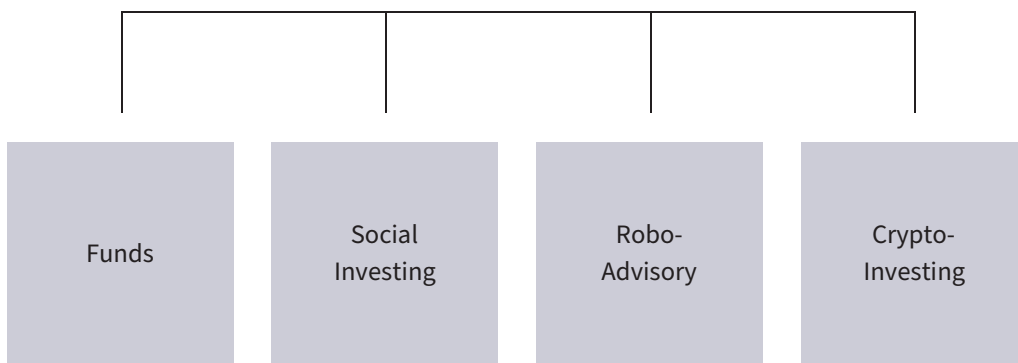 Funds
Social
Investing
Robo-
Advisory
Crypto-
Investing